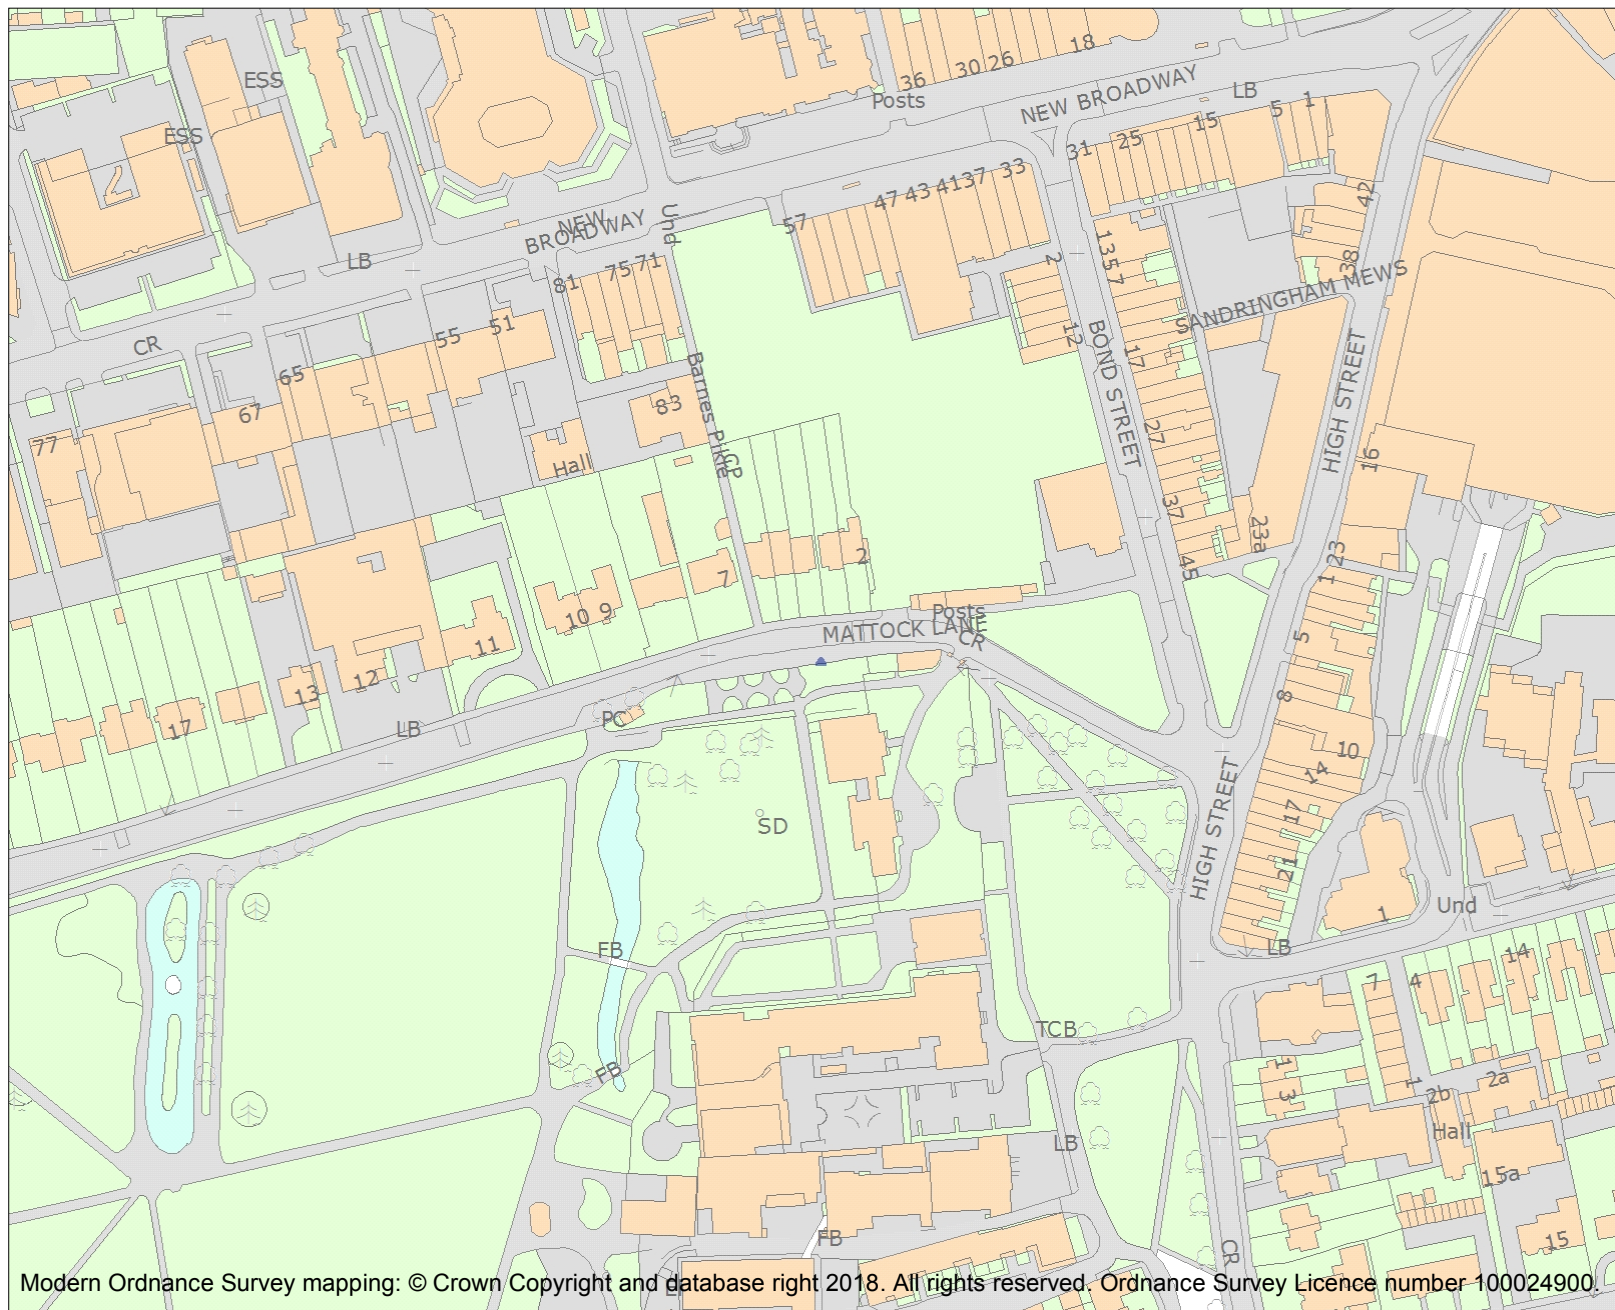 18
36
30
26
ESS
NEW BROADWAY
LB
Posts
1
5
15
25
31
ESS
2
33
37
41
43
47
57
42
Und
NEW
BROADWAY
LB
71
75
81
2
1
3
5
7
38
SANDRINGHAM MEWS
CR
51
55
12
17
BOND STREET
HIGH STREET
Barnes Pikle
65
67
83
77
27
16
Hall
GP
37
23a
23
2
7
45
1
10
9
Posts
MATTOCK LANE
CR
5
11
12
13
17
LB
PC
8
10
14
SD
17
HIGH STREET
21
1
Und
FB
LB
14
7
4
TCB
FB
1
3
1
2b
2a
Hall
LB
15a
FB
CR
15
Modern Ordnance Survey mapping: © Crown Copyright and database right 2018. All rights reserved. Ordnance Survey Licence number 100024900.